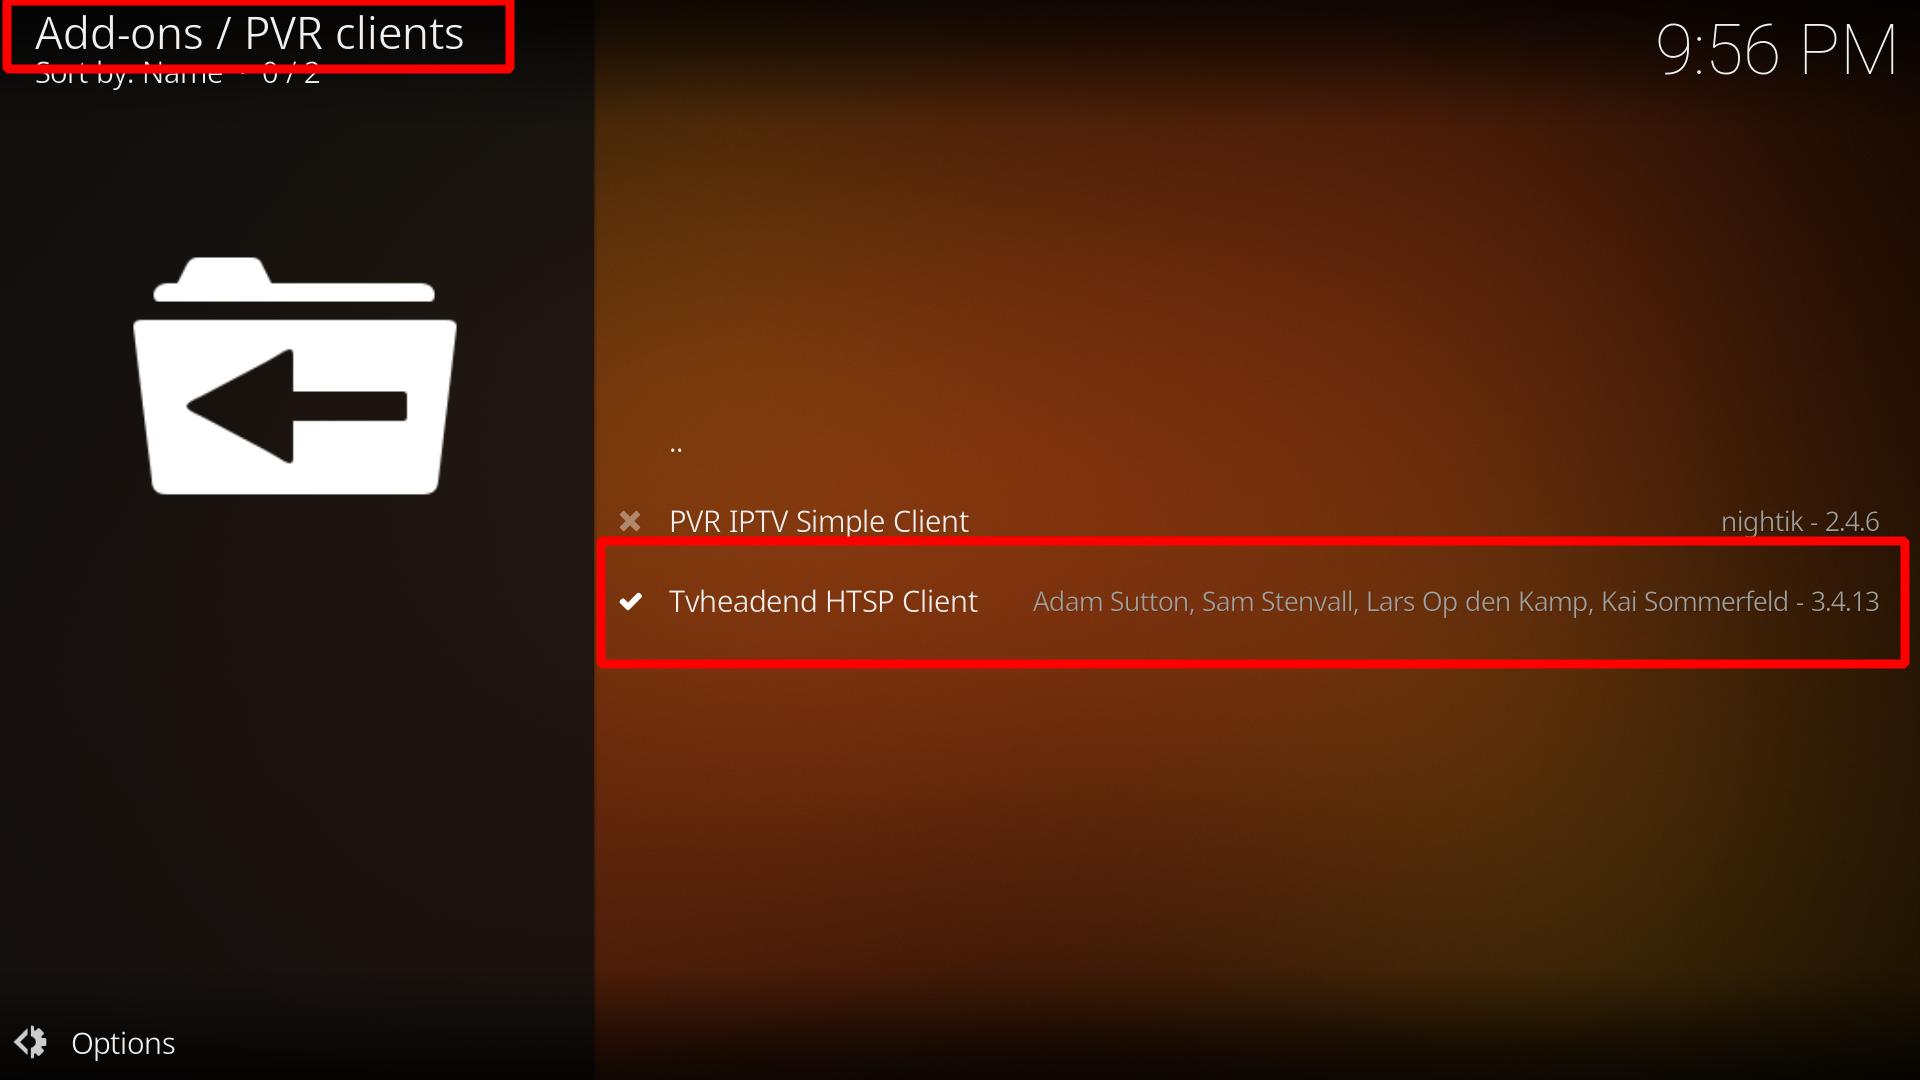 Add-ons / PVR clients
Sort by: Name · 0 / 2
9:56 PM
..
PVR IPTV Simple Client nightik - 2.4.6
Tvheadend HTSP Client Adam Sutton, Sam Stenvall, Lars Op den Kamp, Kai Sommerfeld - 3.4.13
Options